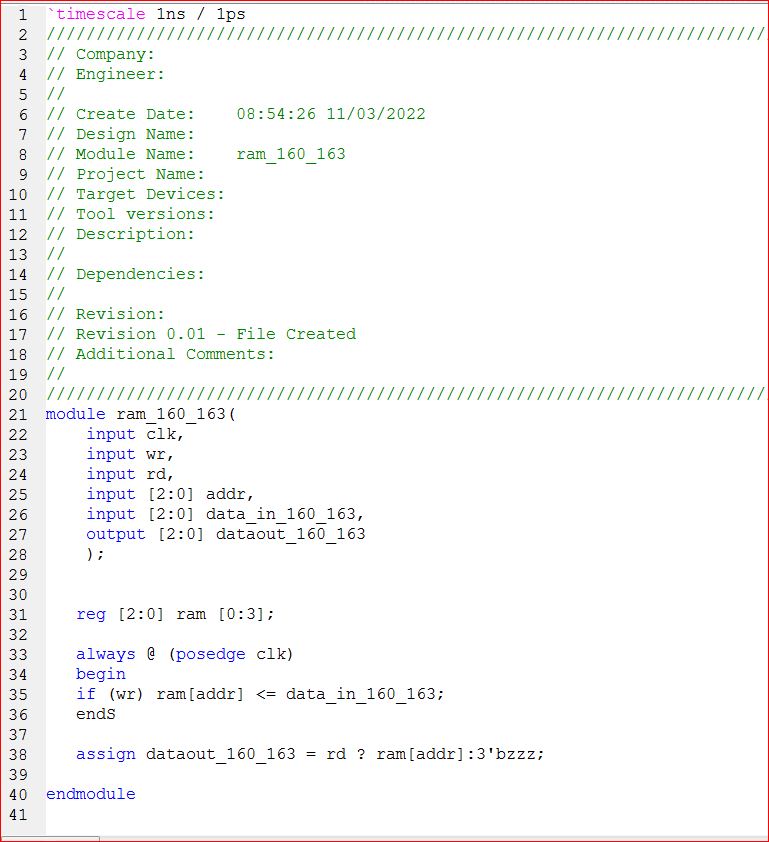 1 `timescale 1ns / 1ps
2 ////////////////////////////////////////////////////////////////////////
3 // Company:
4 // Engineer:
5 //
6 // Create Date:    08:54:26 11/03/2022
7 // Design Name:
8 // Module Name:    ram_160_163
9 // Project Name:
10 // Target Devices:
11 // Tool versions:
12 // Description:
13 //
14 // Dependencies:
15 //
16 // Revision:
17 // Revision 0.01 - File Created
18 // Additional Comments:
19 //
20 ////////////////////////////////////////////////////////////////////////
21 module ram_160_163(
22     input clk,
23     input wr,
24     input rd,
25     input [2:0] addr,
26     input [2:0] data_in_160_163,
27     output [2:0] dataout_160_163
28     );
29
30
31    reg [2:0] ram [0:3];
32
33    always @ (posedge clk)
34    begin
35    if (wr) ram[addr] <= data_in_160_163;
36    endS
37
38    assign dataout_160_163 = rd ? ram[addr]:3'bzzz;
39
40 endmodule
41